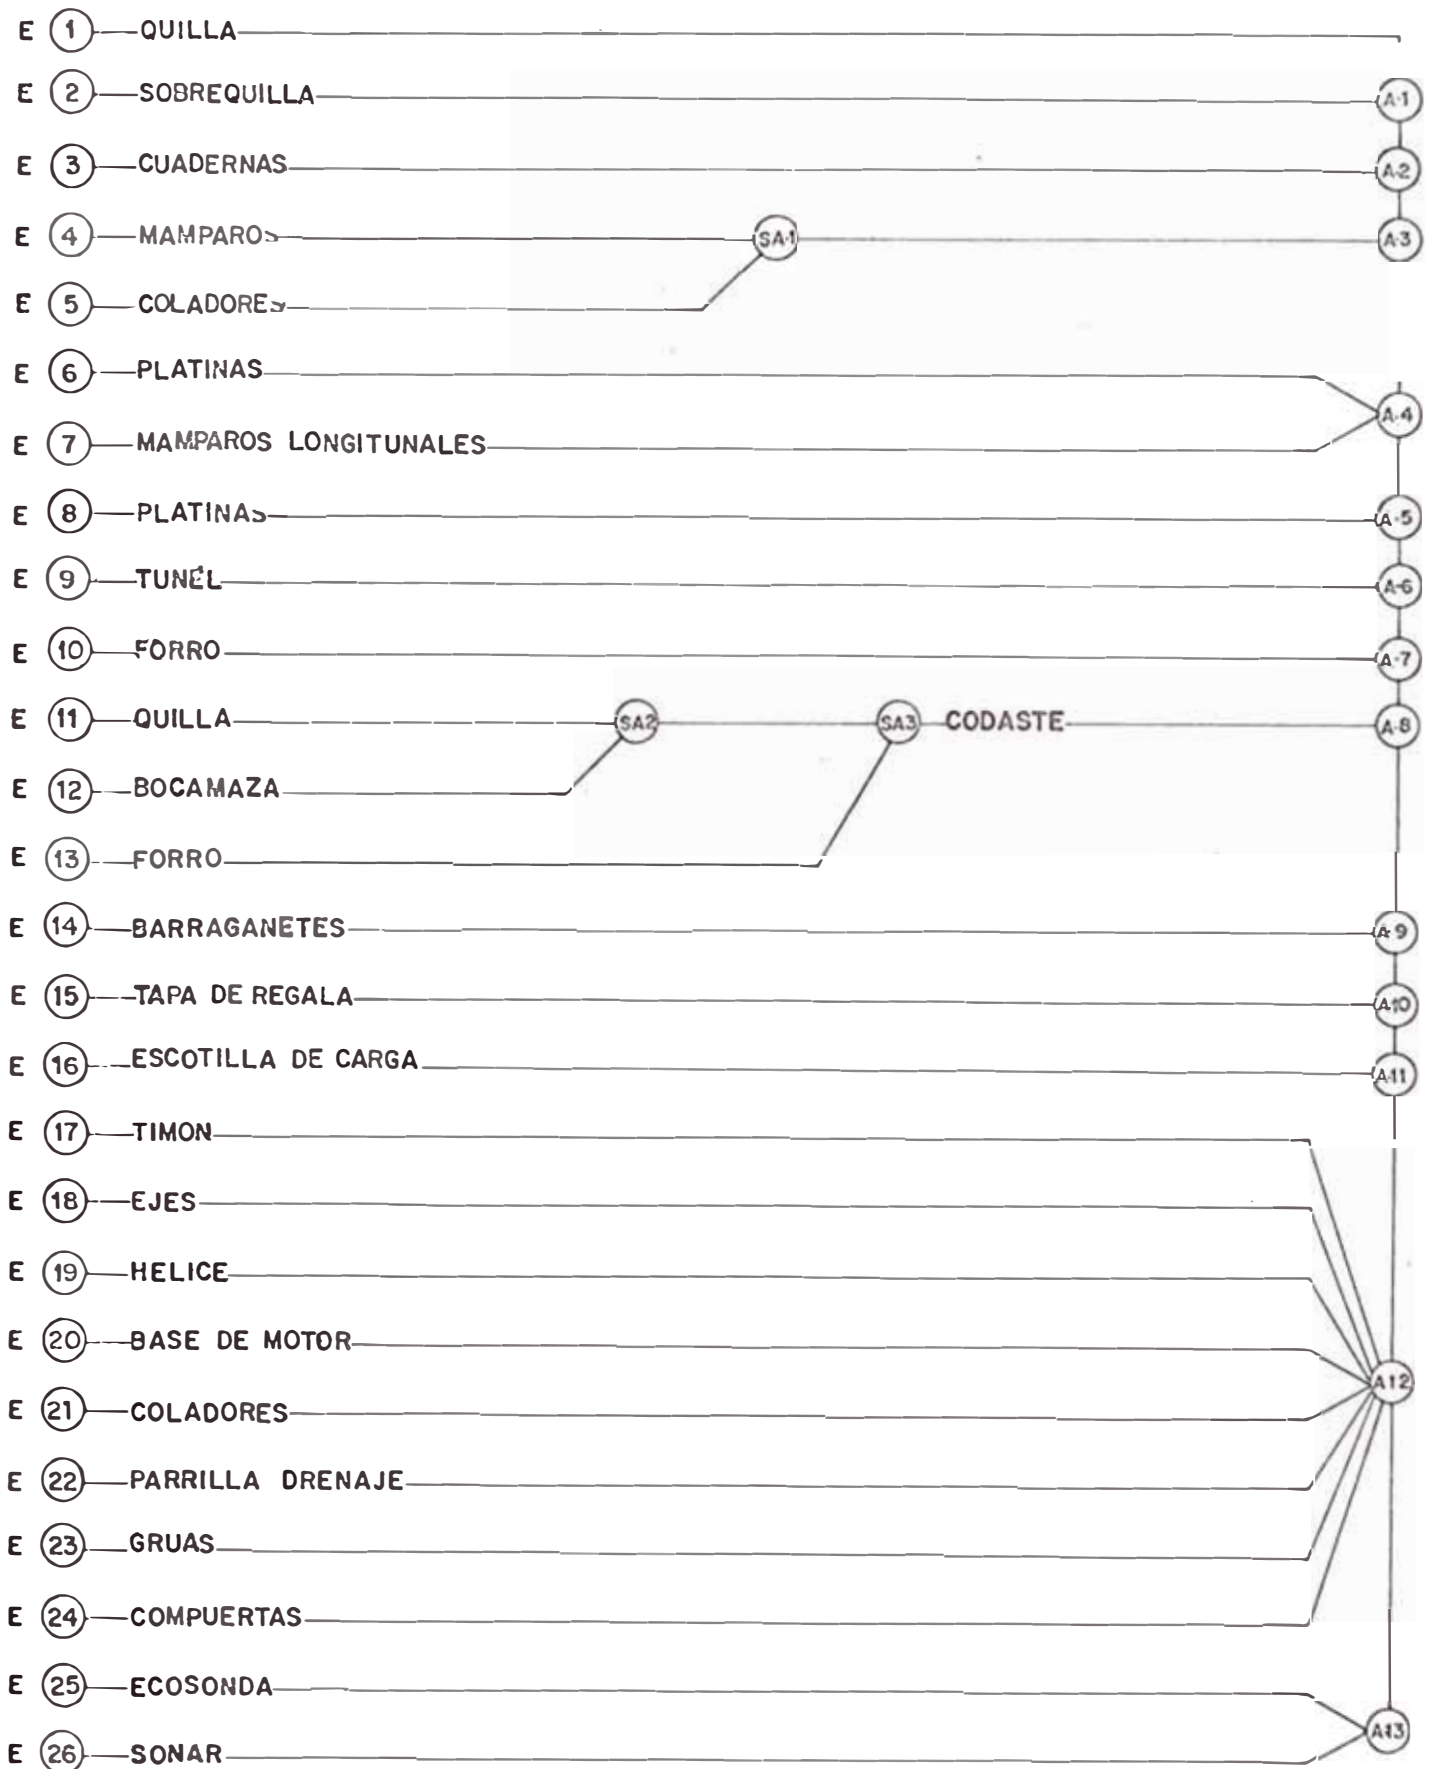 E 1 QUILLA
E 2 SOBREQUILLA A-1
E 3 CUADERNAS A-2
E 4 MAMPAROS SA-1 A-3
E 5 COLADORES
E 6 PLATINAS
A-4
E 7 MAMPAROS LONGITUNALES
E 8 PLATINAS A-5
E 9 TUNEL A-6
E 10 FORRO A-7
E 11 QUILLA SA2 SA3 CODASTE A-8
E 12 BOCAMAZA
E 13 FORRO
E 14 BARRAGANETES A-9
E 15 TAPA DE REGALA A10
E 16 ESCOTILLA DE CARGA A-11
E 17 TIMON
E 18 EJES
E 19 HELICE
E 20 BASE DE MOTOR
A12
E 21 COLADORES
E 22 PARRILLA DRENAJE
E 23 GRUAS
E 24 COMPUERTAS
E 25 ECOSONDA
A13
E 26 SONAR